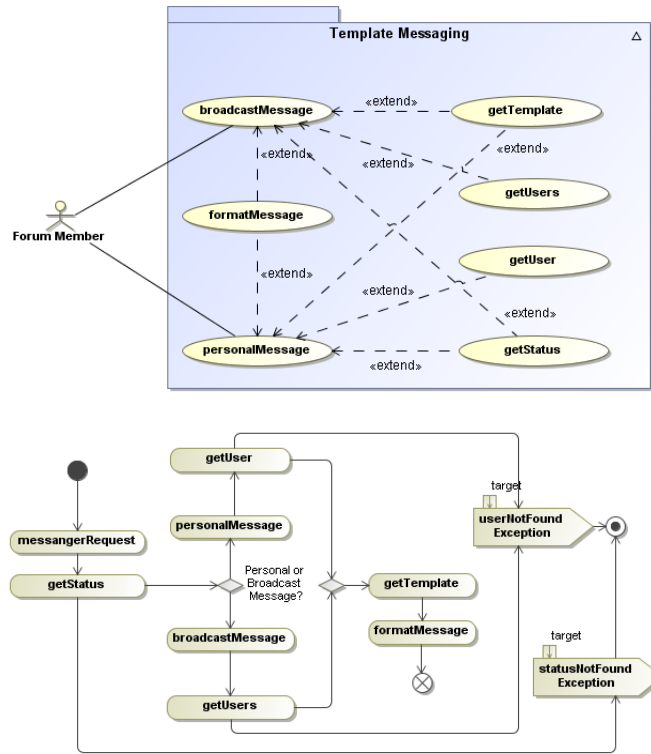 Template Messaging
broadcastMessage
«extend»
getTemplate
«extend»
«extend»
«extend»
getUsers
formatMessage
Forum Member
getUser
«extend»
«extend»
«extend»
personalMessage
getStatus
«extend»
getUser
target
personalMessage
userNotFound
Exception
messangerRequest
Personal or
Broadcast
Message?
getStatus
getTemplate
broadcastMessage
formatMessage
target
statusNotFound
Exception
getUsers